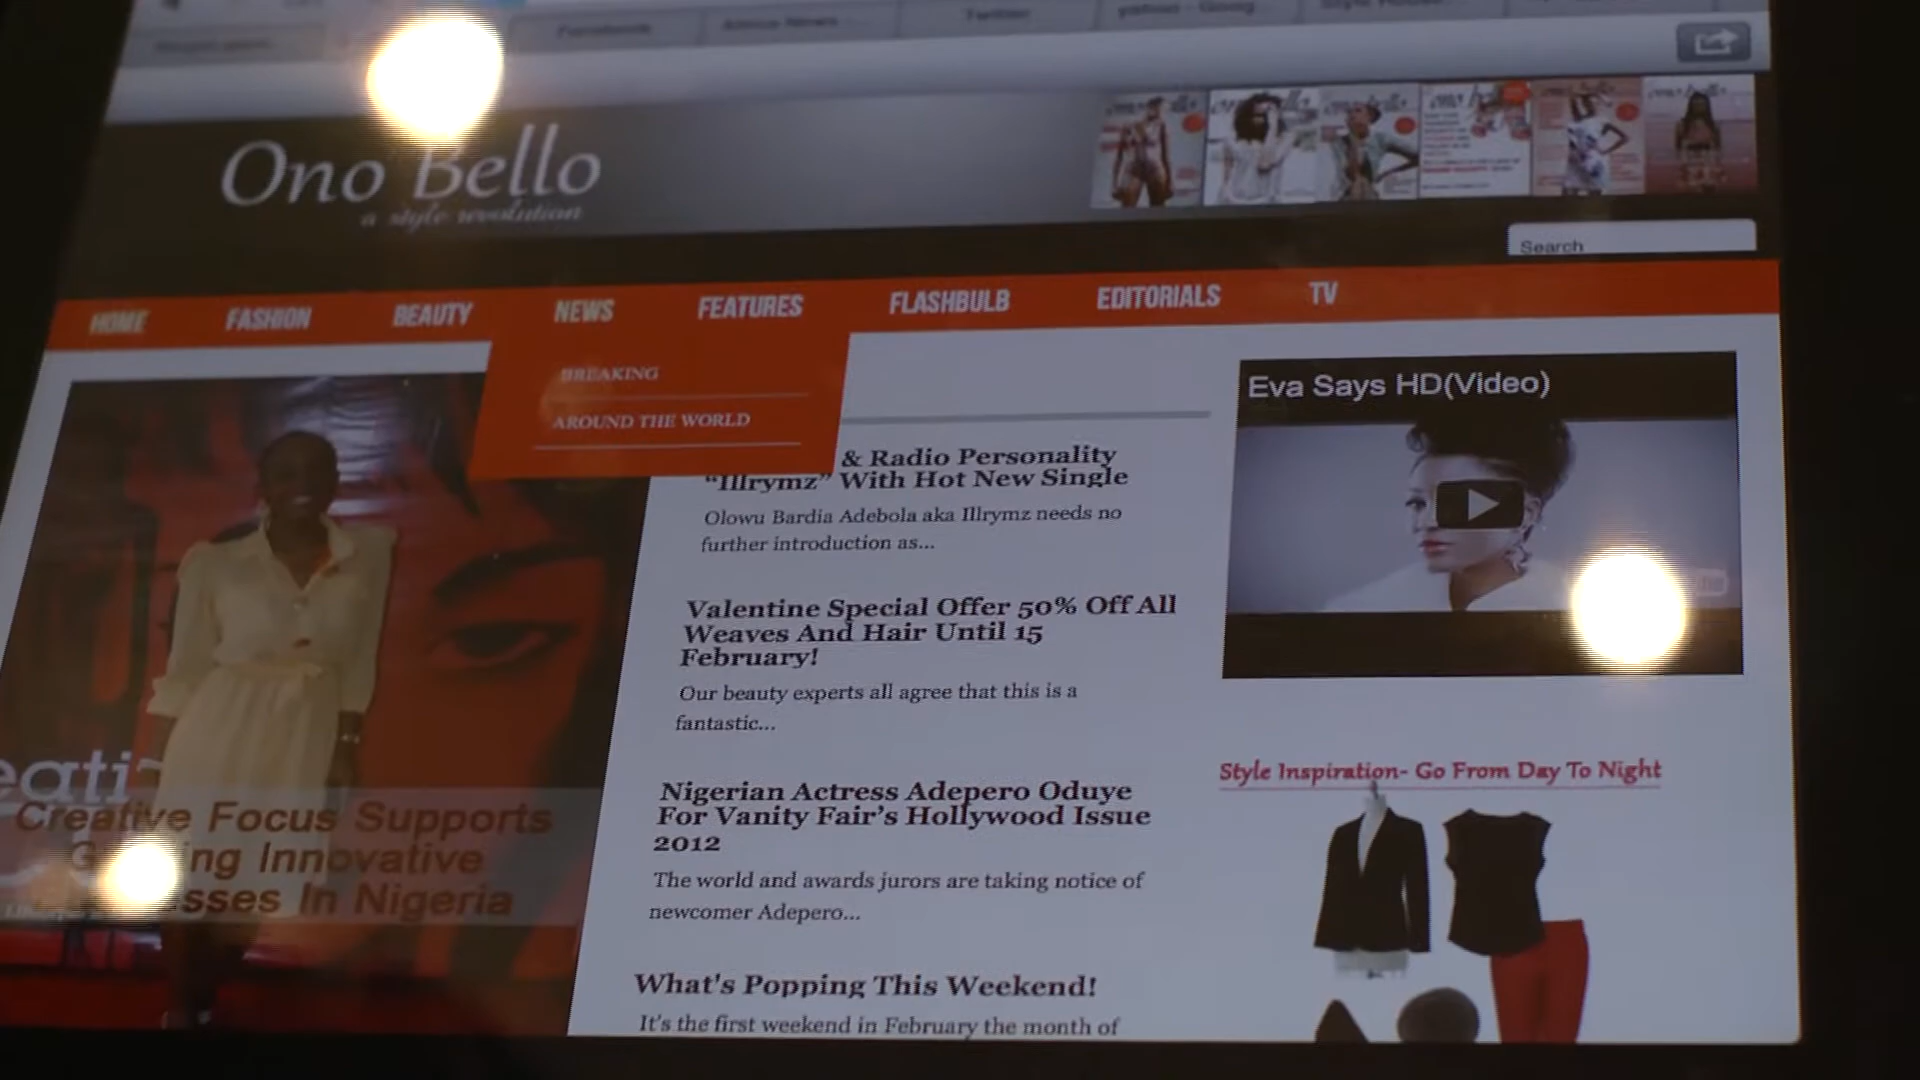 Facebook
Twitter
Ono Bello
a style revolution
Search
HOME FASHION BEAUTY NEWS FEATURES FLASHBULB EDITORIALS TV
BREAKING
AROUND THE WORLD
& Radio Personality
"Illrymz" With Hot New Single
Olowu Bardia Adebola aka Illrymz needs no
further introduction as...
Valentine Special Offer 50% Off All
Weaves And Hair Until 15
February!
Our beauty experts all agree that this is a
fantastic...
Nigerian Actress Adepero Oduye
For Vanity Fair's Hollywood Issue
2012
The world and awards jurors are taking notice of
newcomer Adepero...
What's Popping This Weekend!
It's the first weekend in February the month of
Creative Focus Supports
Innovative
In Nigeria
Eva Says HD(Video)
Style Inspiration- Go From Day To Night